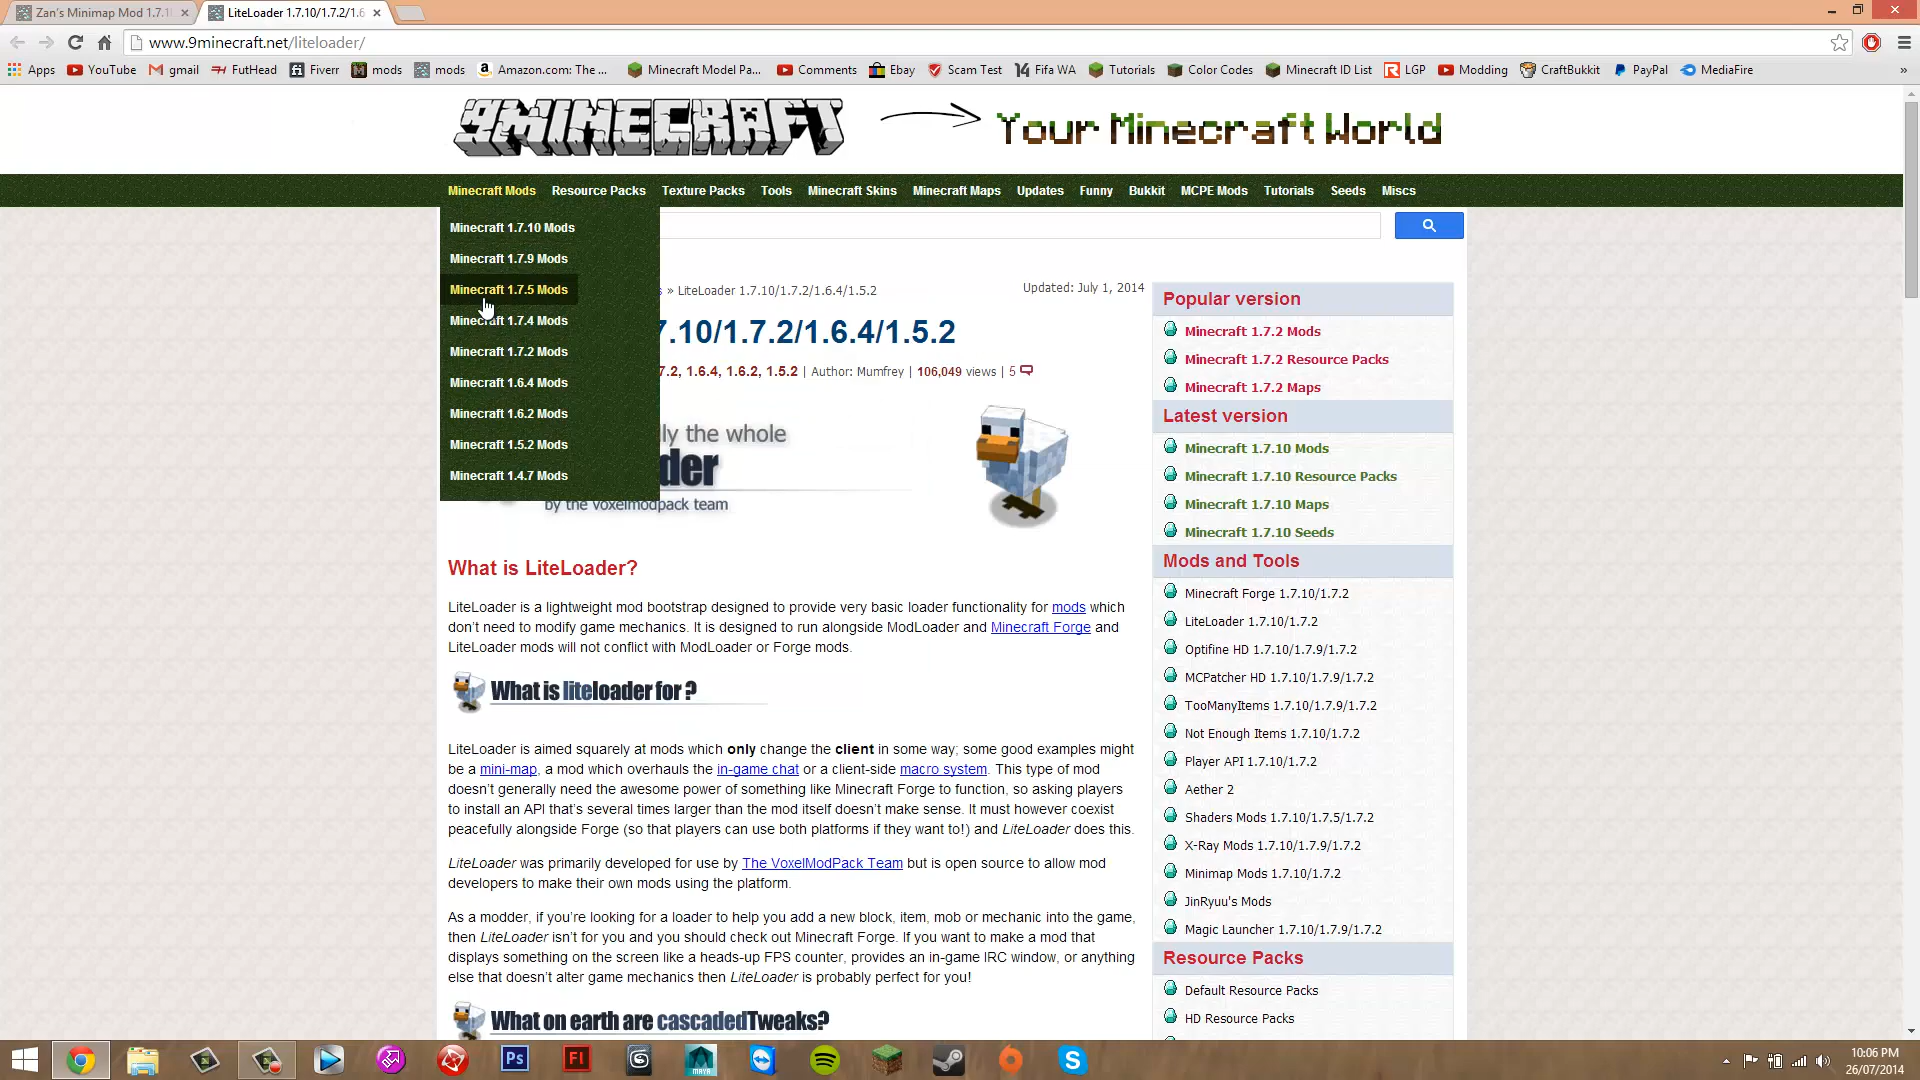 Zan's Minimap Mod 1.7.1
LiteLoader 1.7.10/1.7.2/1.6
www.9minecraft.net/liteloader/
Apps YouTube gmail FutHead Fiverr mods mods Amazon.com: The ... Minecraft Model Pa... Comments Ebay Scam Test Fifa WA Tutorials Color Codes Minecraft ID List LGP Modding CraftBukkit PayPal MediaFire »
9MINECRAFT Your Minecraft World
Minecraft Mods Resource Packs Texture Packs Tools Minecraft Skins Minecraft Maps Updates Funny Bukkit MCPE Mods Tutorials Seeds Miscs
Minecraft 1.7.10 Mods
Minecraft 1.7.9 Mods
Minecraft 1.7.5 Mods
Minecraft 1.7.4 Mods
Minecraft 1.7.2 Mods
Minecraft 1.6.4 Mods
Minecraft 1.6.2 Mods
Minecraft 1.5.2 Mods
Minecraft 1.4.7 Mods
» LiteLoader 1.7.10/1.7.2/1.6.4/1.5.2
Updated: July 1, 2014
7.10/1.7.2/1.6.4/1.5.2
7.2, 1.6.4, 1.6.2, 1.5.2 | Author: Mumfrey | 106,049 views | 5
ly the whole
der
by the voxelmodpack team
What is LiteLoader?
LiteLoader is a lightweight mod bootstrap designed to provide very basic loader functionality for mods which
don't need to modify game mechanics. It is designed to run alongside ModLoader and Minecraft Forge and
LiteLoader mods will not conflict with ModLoader or Forge mods.
What is liteloader for ?
LiteLoader is aimed squarely at mods which only change the client in some way; some good examples might
be a mini-map, a mod which overhauls the in-game chat or a client-side macro system. This type of mod
doesn't generally need the awesome power of something like Minecraft Forge to function, so asking players
to install an API that's several times larger than the mod itself doesn't make sense. It must however coexist
peacefully alongside Forge (so that players can use both platforms if they want to!) and LiteLoader does this.
LiteLoader was primarily developed for use by The VoxelModPack Team but is open source to allow mod
developers to make their own mods using the platform.
As a modder, if you're looking for a loader to help you add a new block, item, mob or mechanic into the game,
then LiteLoader isn't for you and you should check out Minecraft Forge. If you want to make a mod that
displays something on the screen like a heads-up FPS counter, provides an in-game IRC window, or anything
else that doesn't alter game mechanics then LiteLoader is probably perfect for you!
What on earth are cascadedTweaks?
Popular version
Minecraft 1.7.2 Mods
Minecraft 1.7.2 Resource Packs
Minecraft 1.7.2 Maps
Latest version
Minecraft 1.7.10 Mods
Minecraft 1.7.10 Resource Packs
Minecraft 1.7.10 Maps
Minecraft 1.7.10 Seeds
Mods and Tools
Minecraft Forge 1.7.10/1.7.2
LiteLoader 1.7.10/1.7.2
Optifine HD 1.7.10/1.7.9/1.7.2
MCPatcher HD 1.7.10/1.7.9/1.7.2
TooManyItems 1.7.10/1.7.9/1.7.2
Not Enough Items 1.7.10/1.7.2
Player API 1.7.10/1.7.2
Aether 2
Shaders Mods 1.7.10/1.7.5/1.7.2
X-Ray Mods 1.7.10/1.7.9/1.7.2
Minimap Mods 1.7.10/1.7.2
JinRyuu's Mods
Magic Launcher 1.7.10/1.7.9/1.7.2
Resource Packs
Default Resource Packs
HD Resource Packs
Ps Fl MAYA
10:06 PM
26/07/2014